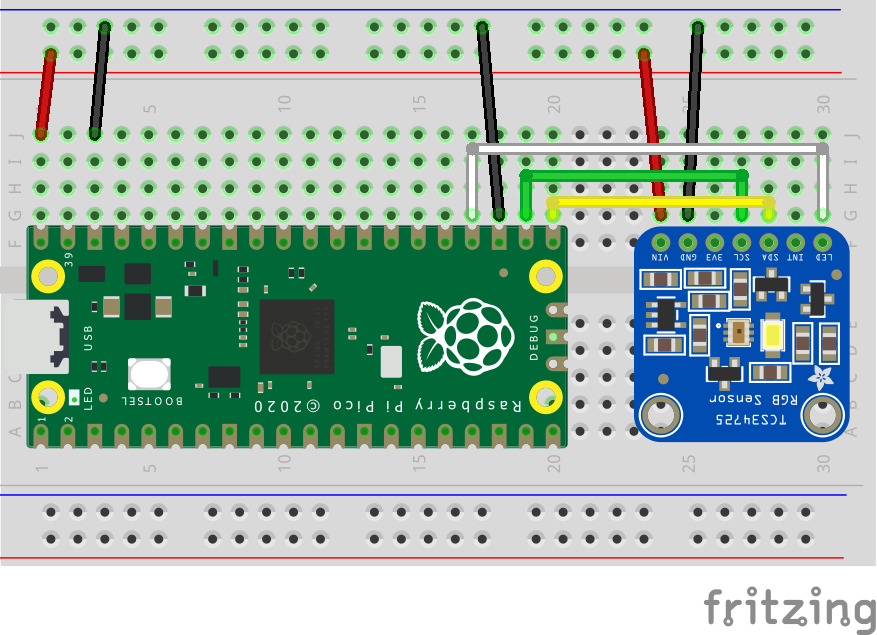 5 10 15 20 25 30
J J
I I
H H
G G
F
39
VIN GND 3V3 SCL SDA INT LED
USB
DEBUG
E
D
C
B
A
BOOTSEL
LED
1
2
Raspberry Pi Pico ©2020
TCS34725
RGB Sensor
A B C
1 5 10 15 20 25 30
fritzing